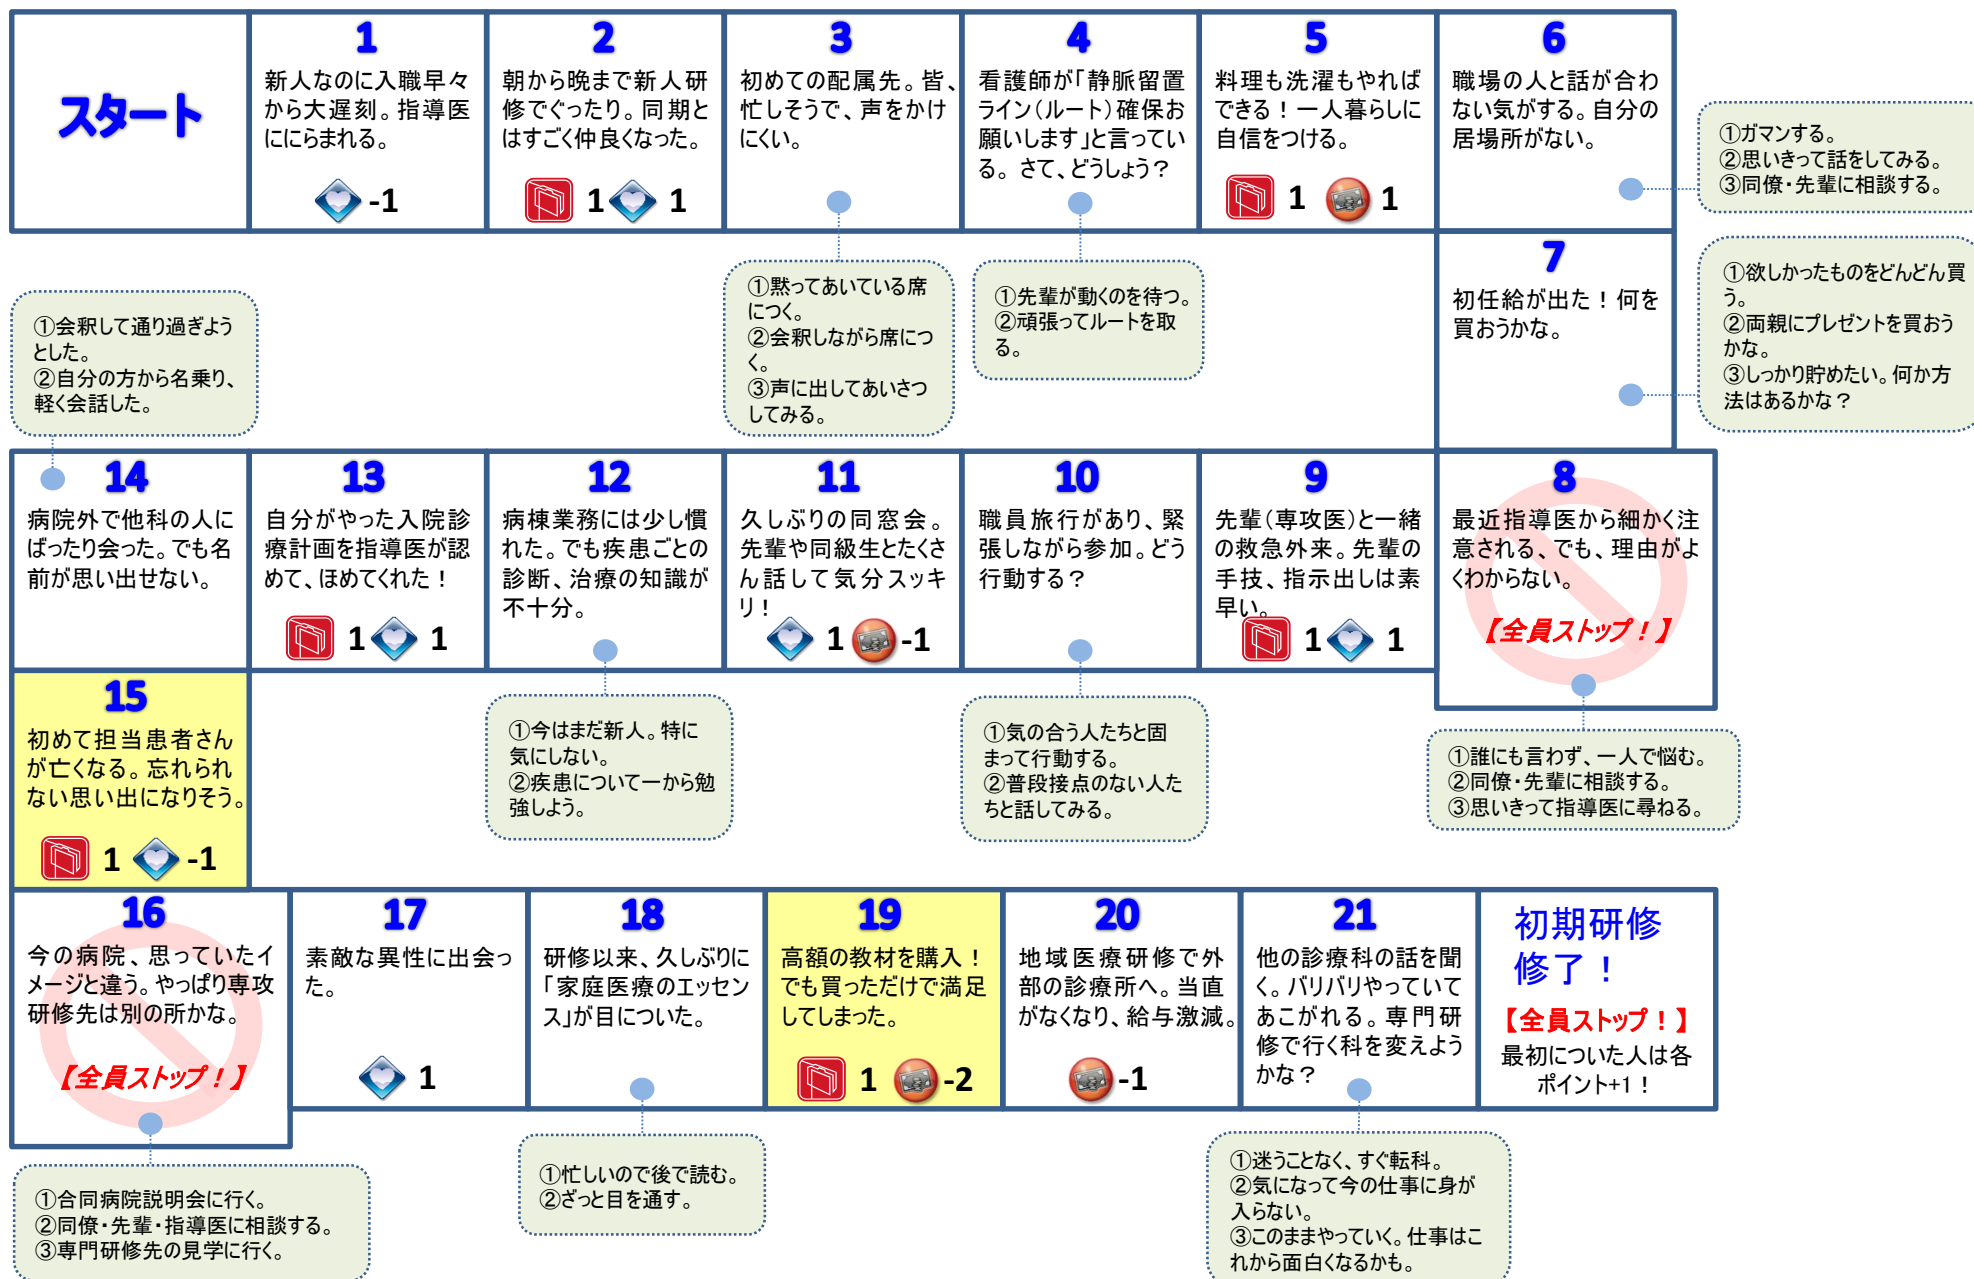 スタート
1
新人なのに入職早々
から大遅刻。指導医
ににらまれる。
-1
2
朝から晩まで新人研
修でぐったり。同期と
はすごく仲良くなった。
1 1
3
初めての配属先。皆、
忙しそうで、声をかけ
にくい。
4
看護師が「静脈留置
ライン（ルート）確保お
願いします」と言ってい
る。さて、どうしょう？
5
料理も洗濯もやれば
できる！一人暮らしに
自信をつける。
1 1
6
職場の人と話が合わ
ない気がする。自分の
居場所がない。
①ガマンする。
②思いきって話をしてみる。
③同僚・先輩に相談する。
①黙ってあいている席
につく。
②会釈しながら席につ
く。
③声に出してあいさつ
してみる。
①先輩が動くのを待つ。
②頑張ってルートを取
る。
7
初任給が出た！何を
買おうかな。
①欲しかったものをどんどん買
う。
②両親にプレゼントを買おう
かな。
③しっかり貯めたい。何か方
法はあるかな？
①会釈して通り過ぎよう
とした。
②自分の方から名乗り、
軽く会話した。
14
病院外で他科の人に
ばったり会った。でも名
前が思い出せない。
13
自分がやった入院診
療計画を指導医が認
めて、ほめてくれた！
1 1
12
病棟業務には少し慣
れた。でも疾患ごとの
診断、治療の知識が
不十分。
11
久しぶりの同窓会。
先輩や同級生とたくさ
ん話して気分スッキ
リ！
1 -1
10
職員旅行があり、緊
張しながら参加。どう
行動する？
9
先輩（専攻医）と一緒
の救急外来。先輩の
手技、指示出しは素
早い。
1 1
8
最近指導医から細かく注
意される、でも、理由がよ
くわからない。
【全員ストップ！】
15
初めて担当患者さん
が亡くなる。忘れられ
ない思い出になりそう。
1 -1
①今はまだ新人。特に
気にしない。
②疾患について一から勉
強しよう。
①気の合う人たちと固
まって行動する。
②普段接点のない人た
ちと話してみる。
①誰にも言わず、一人で悩む。
②同僚・先輩に相談する。
③思いきって指導医に尋ねる。
16
今の病院、思っていたイ
メージと違う。やっぱり専攻
研修先は別の所かな。
【全員ストップ！】
17
素敵な異性に出会っ
た。
1
18
研修以来、久しぶりに
「家庭医療のエッセン
ス」が目についた。
19
高額の教材を購入！
でも買っただけで満足
してしまった。
1 -2
20
地域医療研修で外
部の診療所へ。当直
がなくなり、給与激減。
-1
21
他の診療科の話を聞
く。バリバリやっていて
あこがれる。専門研
修で行く科を変えよう
かな？
初期研修
修了！
【全員ストップ！】
最初についた人は各
ポイント+1！
①合同病院説明会に行く。
②同僚・先輩・指導医に相談する。
③専門研修先の見学に行く。
①忙しいので後で読む。
②ざっと目を通す。
①迷うことなく、すぐ転科。
②気になって今の仕事に身が
入らない。
③このままやっていく。仕事はこ
れから面白くなるかも。